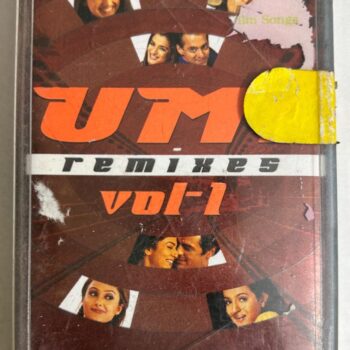 Film Songs
UM
remixes
vol-1